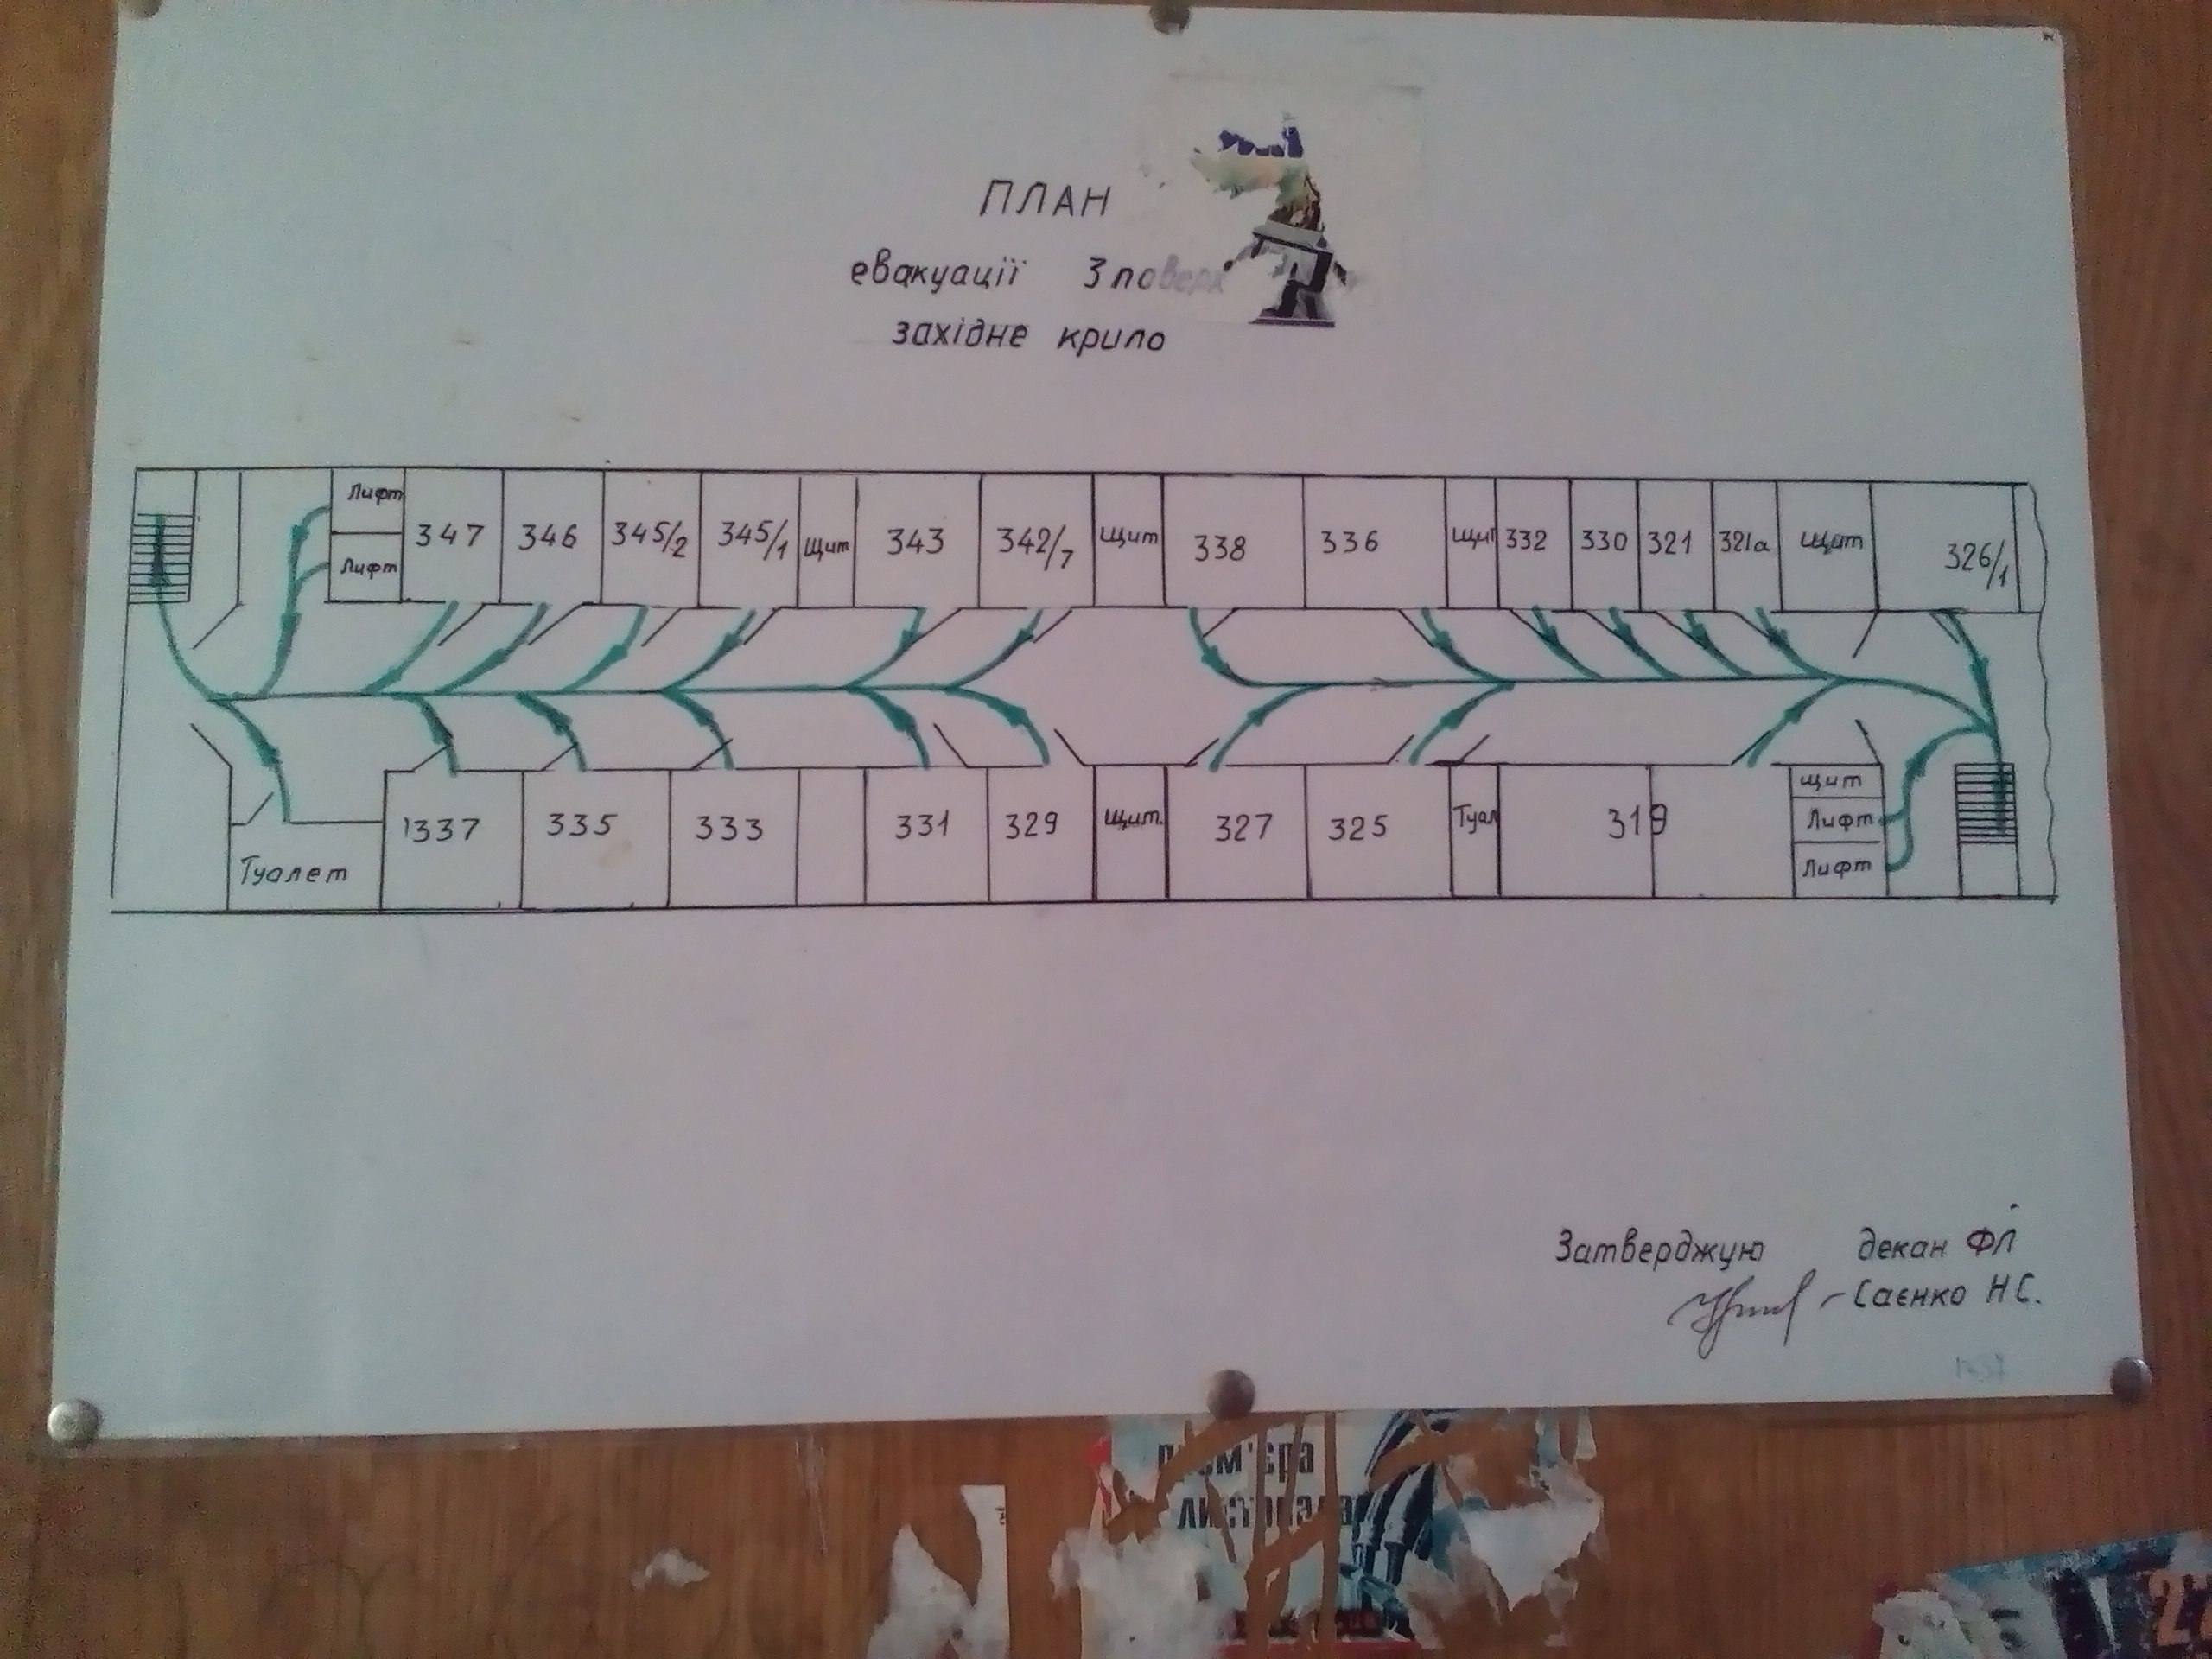 ПЛАН
евакуації 3 поверх
західне крило
Лифт
Лифт
347 346 345/2 345/1 Щит 343 342/7 Щит 338 336 Щит 332 330 321 321а Щит 326/1
Туалет 337 335 333 331 329 Щит. 327 325 Туал 319
щит
Лифт
Лифт
Затверджую декан ФЛ
Саєнко Н.С.
прем'єра
листопада